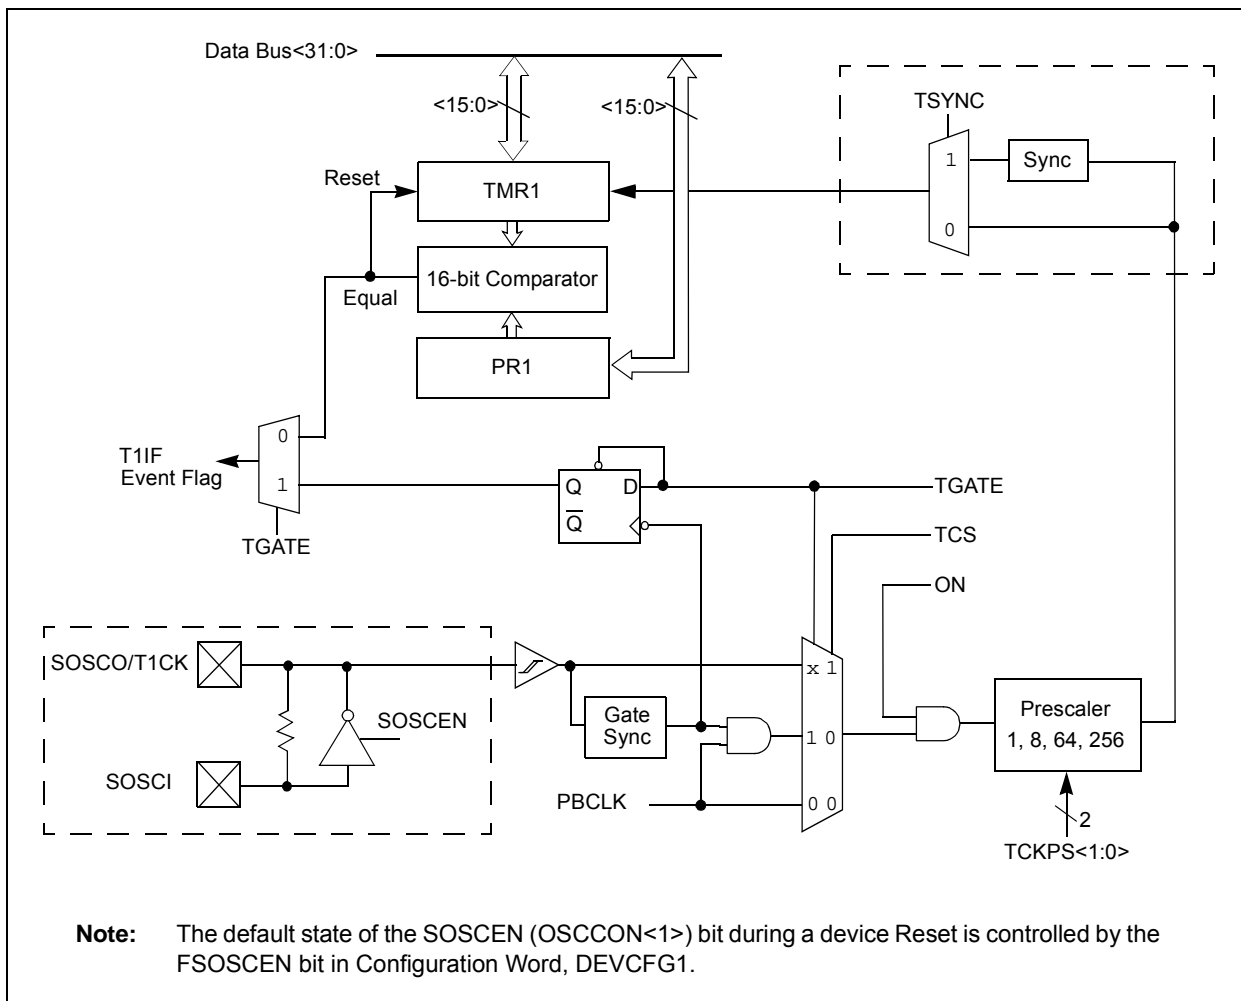 Data Bus<31:0>
<15:0>
<15:0>
TSYNC
1
Sync
0
Reset
TMR1
16-bit Comparator
Equal
PR1
0
1
T1IF
Event Flag
TGATE
Q
D
Q
TGATE
TCS
ON
SOSCO/T1CK
SOSCEN
SOSCI
Gate
Sync
PBCLK
x 1
1 0
0 0
Prescaler
1, 8, 64, 256
2
TCKPS<1:0>
Note: The default state of the SOSCEN (OSCCON<1>) bit during a device Reset is controlled by the
FSOSCEN bit in Configuration Word, DEVCFG1.